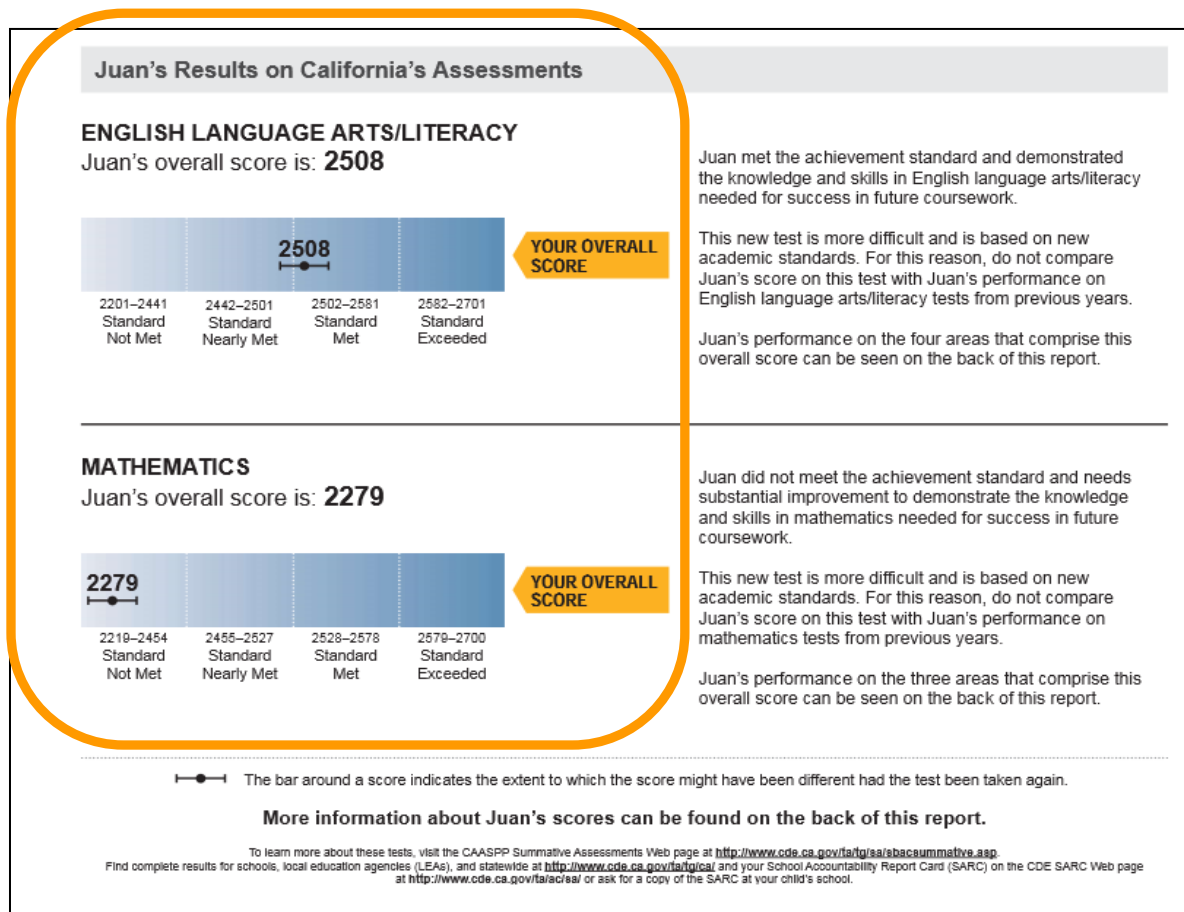 Juan's Results on California's Assessments
ENGLISH LANGUAGE ARTS/LITERACY
Juan's overall score is: 2508
2508
YOUR OVERALL
SCORE
2201–2441
Standard
Not Met
2442–2501
Standard
Nearly Met
2502–2581
Standard
Met
2582–2701
Standard
Exceeded
Juan met the achievement standard and demonstrated
the knowledge and skills in English language arts/literacy
needed for success in future coursework.
This new test is more difficult and is based on new
academic standards. For this reason, do not compare
Juan's score on this test with Juan's performance on
English language arts/literacy tests from previous years.
Juan's performance on the four areas that comprise this
overall score can be seen on the back of this report.
MATHEMATICS
Juan's overall score is: 2279
2279
YOUR OVERALL
SCORE
2219–2454
Standard
Not Met
2455–2527
Standard
Nearly Met
2528–2578
Standard
Met
2579–2700
Standard
Exceeded
Juan did not meet the achievement standard and needs
substantial improvement to demonstrate the knowledge
and skills in mathematics needed for success in future
coursework.
This new test is more difficult and is based on new
academic standards. For this reason, do not compare
Juan's score on this test with Juan's performance on
mathematics tests from previous years.
Juan's performance on the three areas that comprise this
overall score can be seen on the back of this report.
The bar around a score indicates the extent to which the score might have been different had the test been taken again.
More information about Juan's scores can be found on the back of this report.
To learn more about these tests, visit the CAASPP Summative Assessments Web page at http://www.cde.ca.gov/ta/tg/sa/sbacsummative.asp.
Find complete results for schools, local education agencies (LEAs), and statewide at http://www.cde.ca.gov/ta/tg/ca/ and your School Accountability Report Card (SARC) on the CDE SARC Web page
at http://www.cde.ca.gov/ta/ac/sa/ or ask for a copy of the SARC at your child's school.